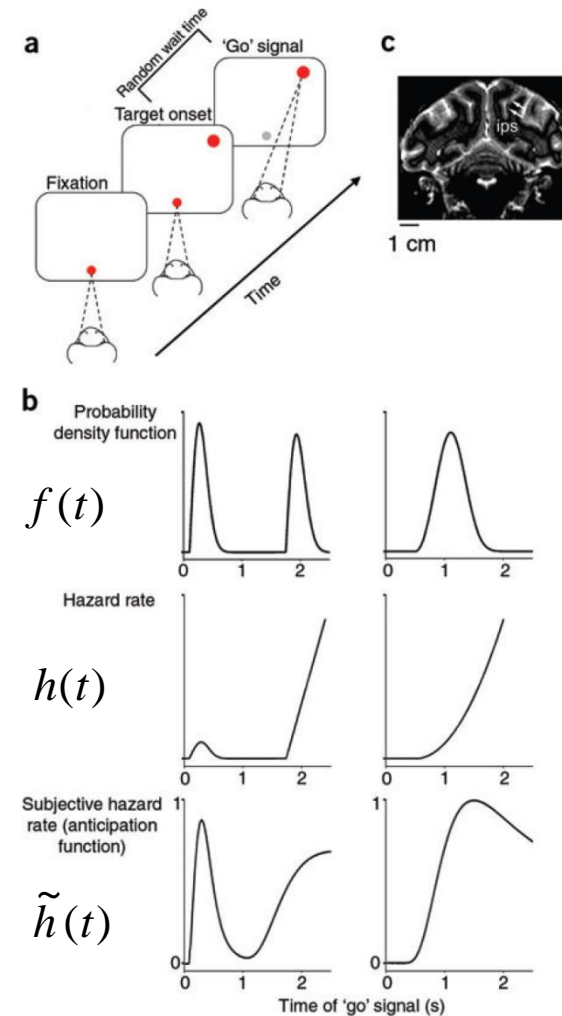 a
Random wait time
'Go' signal
Target onset
Fixation
Time
c
ips
1 cm
b
Probability
density function
f(t)
0 1 2
0 1 2
Hazard rate
h(t)
0 1 2
0 1 2
Subjective hazard
rate (anticipation
function)
h̃(t)
1
0
0 1 2
1
0
0 1 2
Time of 'go' signal (s)